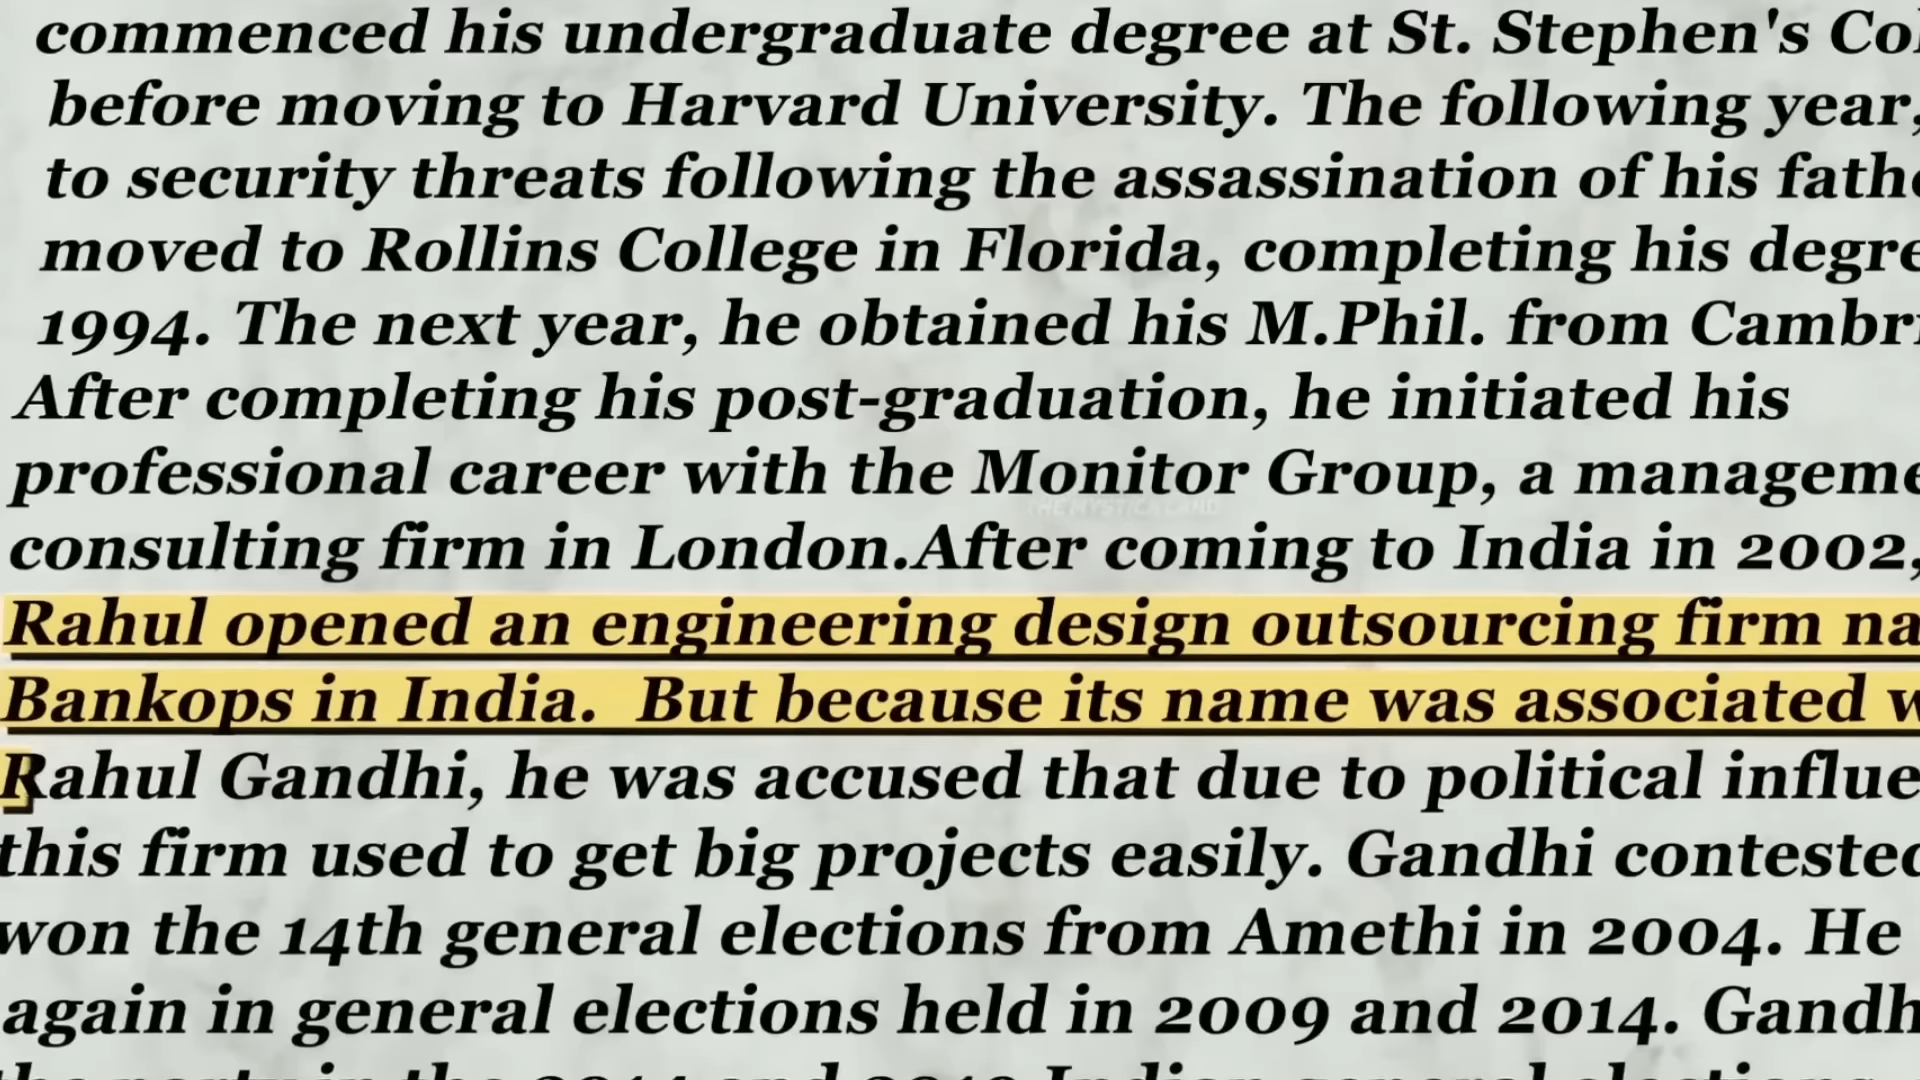 commenced his undergraduate degree at St. Stephen's Col
before moving to Harvard University. The following year,
to security threats following the assassination of his fathe
moved to Rollins College in Florida, completing his degre
1994. The next year, he obtained his M.Phil. from Cambri
After completing his post-graduation, he initiated his
professional career with the Monitor Group, a manageme
consulting firm in London.After coming to India in 2002,
Rahul opened an engineering design outsourcing firm na
Bankops in India.  But because its name was associated w
Rahul Gandhi, he was accused that due to political influe
this firm used to get big projects easily. Gandhi contested
won the 14th general elections from Amethi in 2004. He
again in general elections held in 2009 and 2014. Gandh